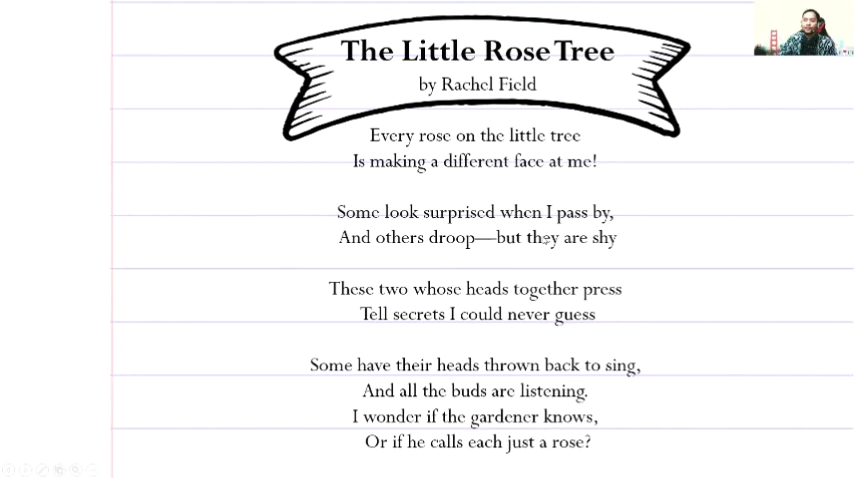 The Little Rose Tree
by Rachel Field
Every rose on the little tree
Is making a different face at me!
Some look surprised when I pass by,
And others droop—but they are shy
These two whose heads together press
Tell secrets I could never guess
Some have their heads thrown back to sing,
And all the buds are listening.
I wonder if the gardener knows,
Or if he calls each just a rose?